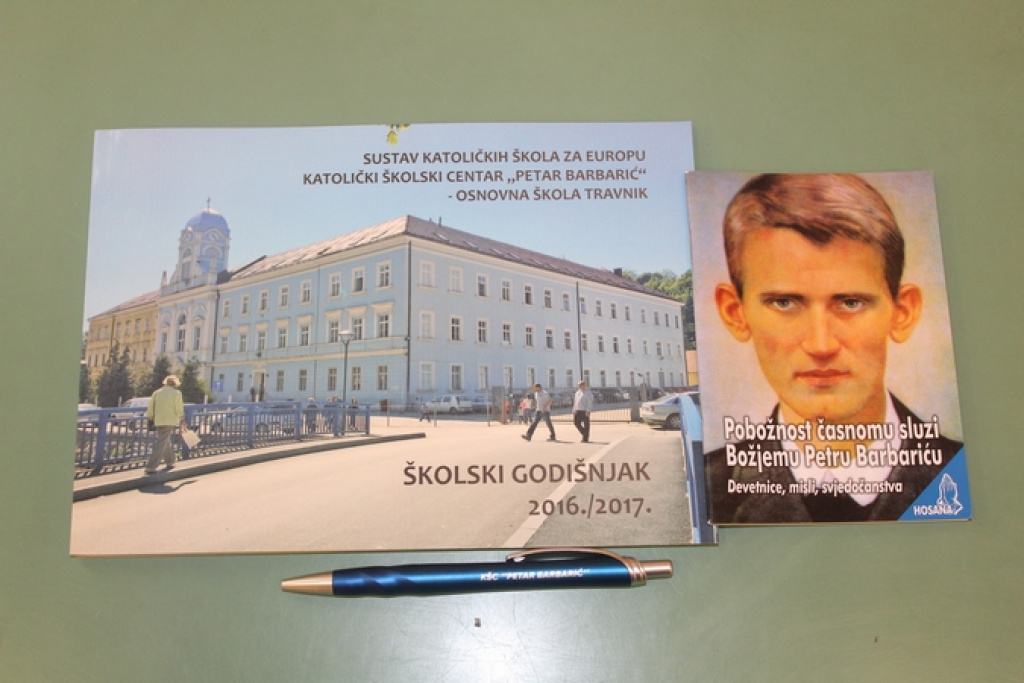 SUSTAV KATOLIČKIH ŠKOLA ZA EUROPU
KATOLIČKI ŠKOLSKI CENTAR „PETAR BARBARIĆ“
- OSNOVNA ŠKOLA TRAVNIK
ŠKOLSKI GODIŠNJAK
2016./2017.
Pobožnost časnomu sluzi
Božjemu Petru Barbariću
Devetnice, misli, svjedočanstva
HOSANA
KŠC "PETAR BARBARIĆ"